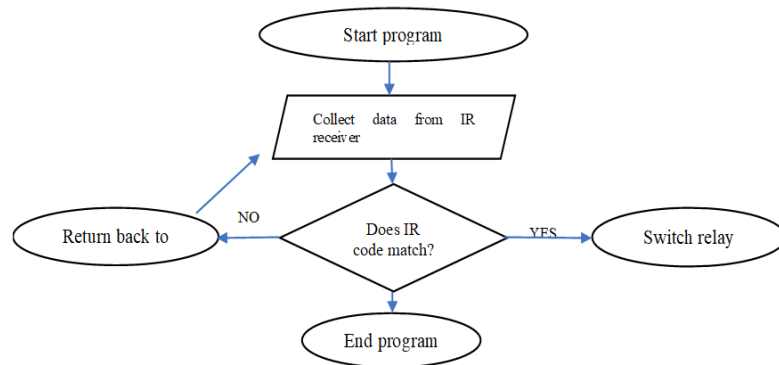 Start program
Collect data from IR
receiver
NO
Does IR
code match?
YES
Return back to
Switch relay
End program